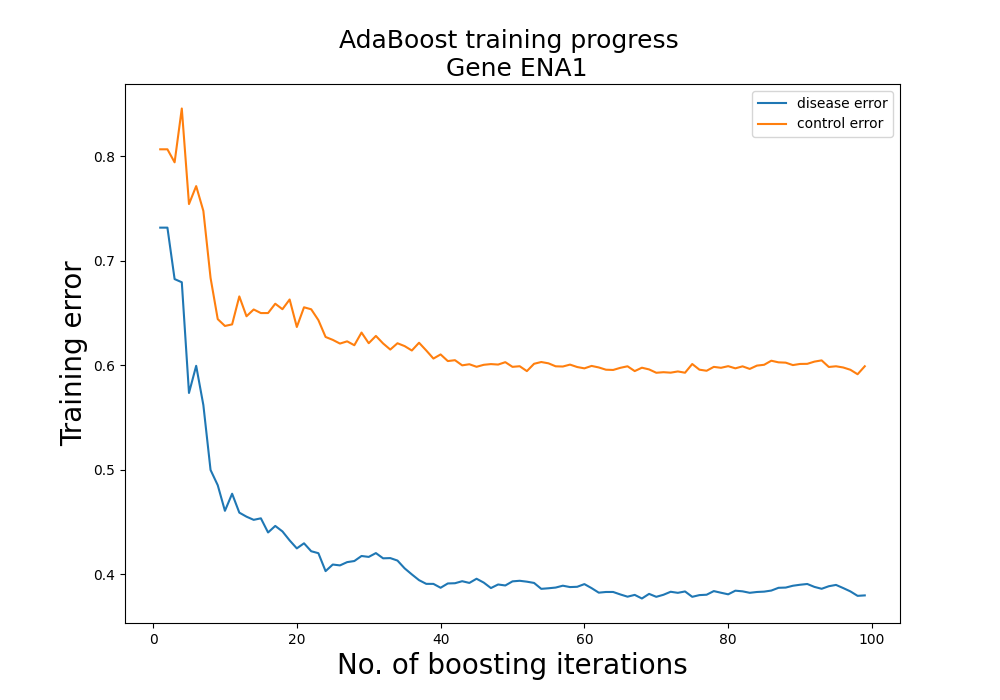 AdaBoost training progress
Gene ENA1
disease error
control error
Training error
0.8
0.7
0.6
0.5
0.4
0
20
40
60
80
100
No. of boosting iterations